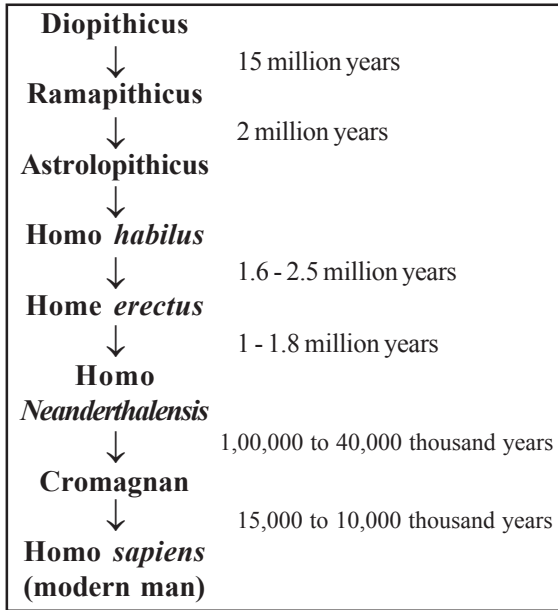 Diopithicus
↓
15 million years
Ramapithicus
↓
2 million years
Astrolopithicus
↓
Homo habilus
↓
1.6 - 2.5 million years
Home erectus
↓
1 - 1.8 million years
Homo
Neanderthalensis
↓
1,00,000 to 40,000 thousand years
Cromagnan
↓
15,000 to 10,000 thousand years
Homo sapiens
(modern man)